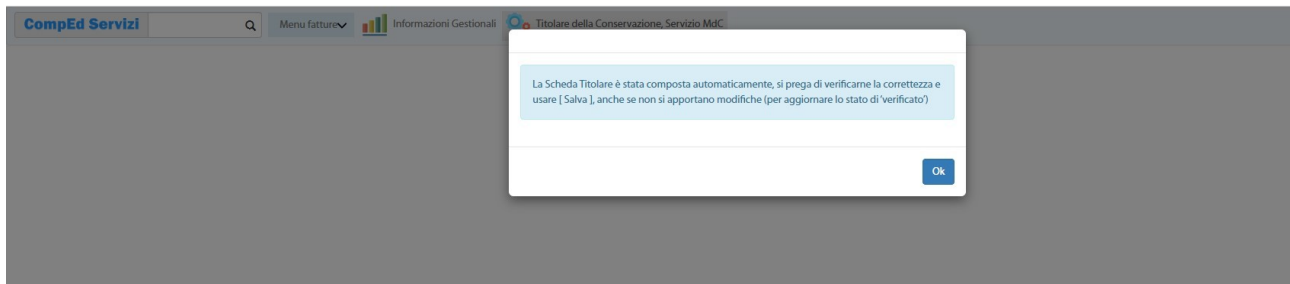 CompEd Servizi Menu fatture Informazioni Gestionali Titolare della Conservazione, Servizio MdC
La Scheda Titolare è stata composta automaticamente, si prega di verificarne la correttezza e
usare [ Salva ], anche se non si apportano modifiche (per aggiornare lo stato di 'verificato')
Ok